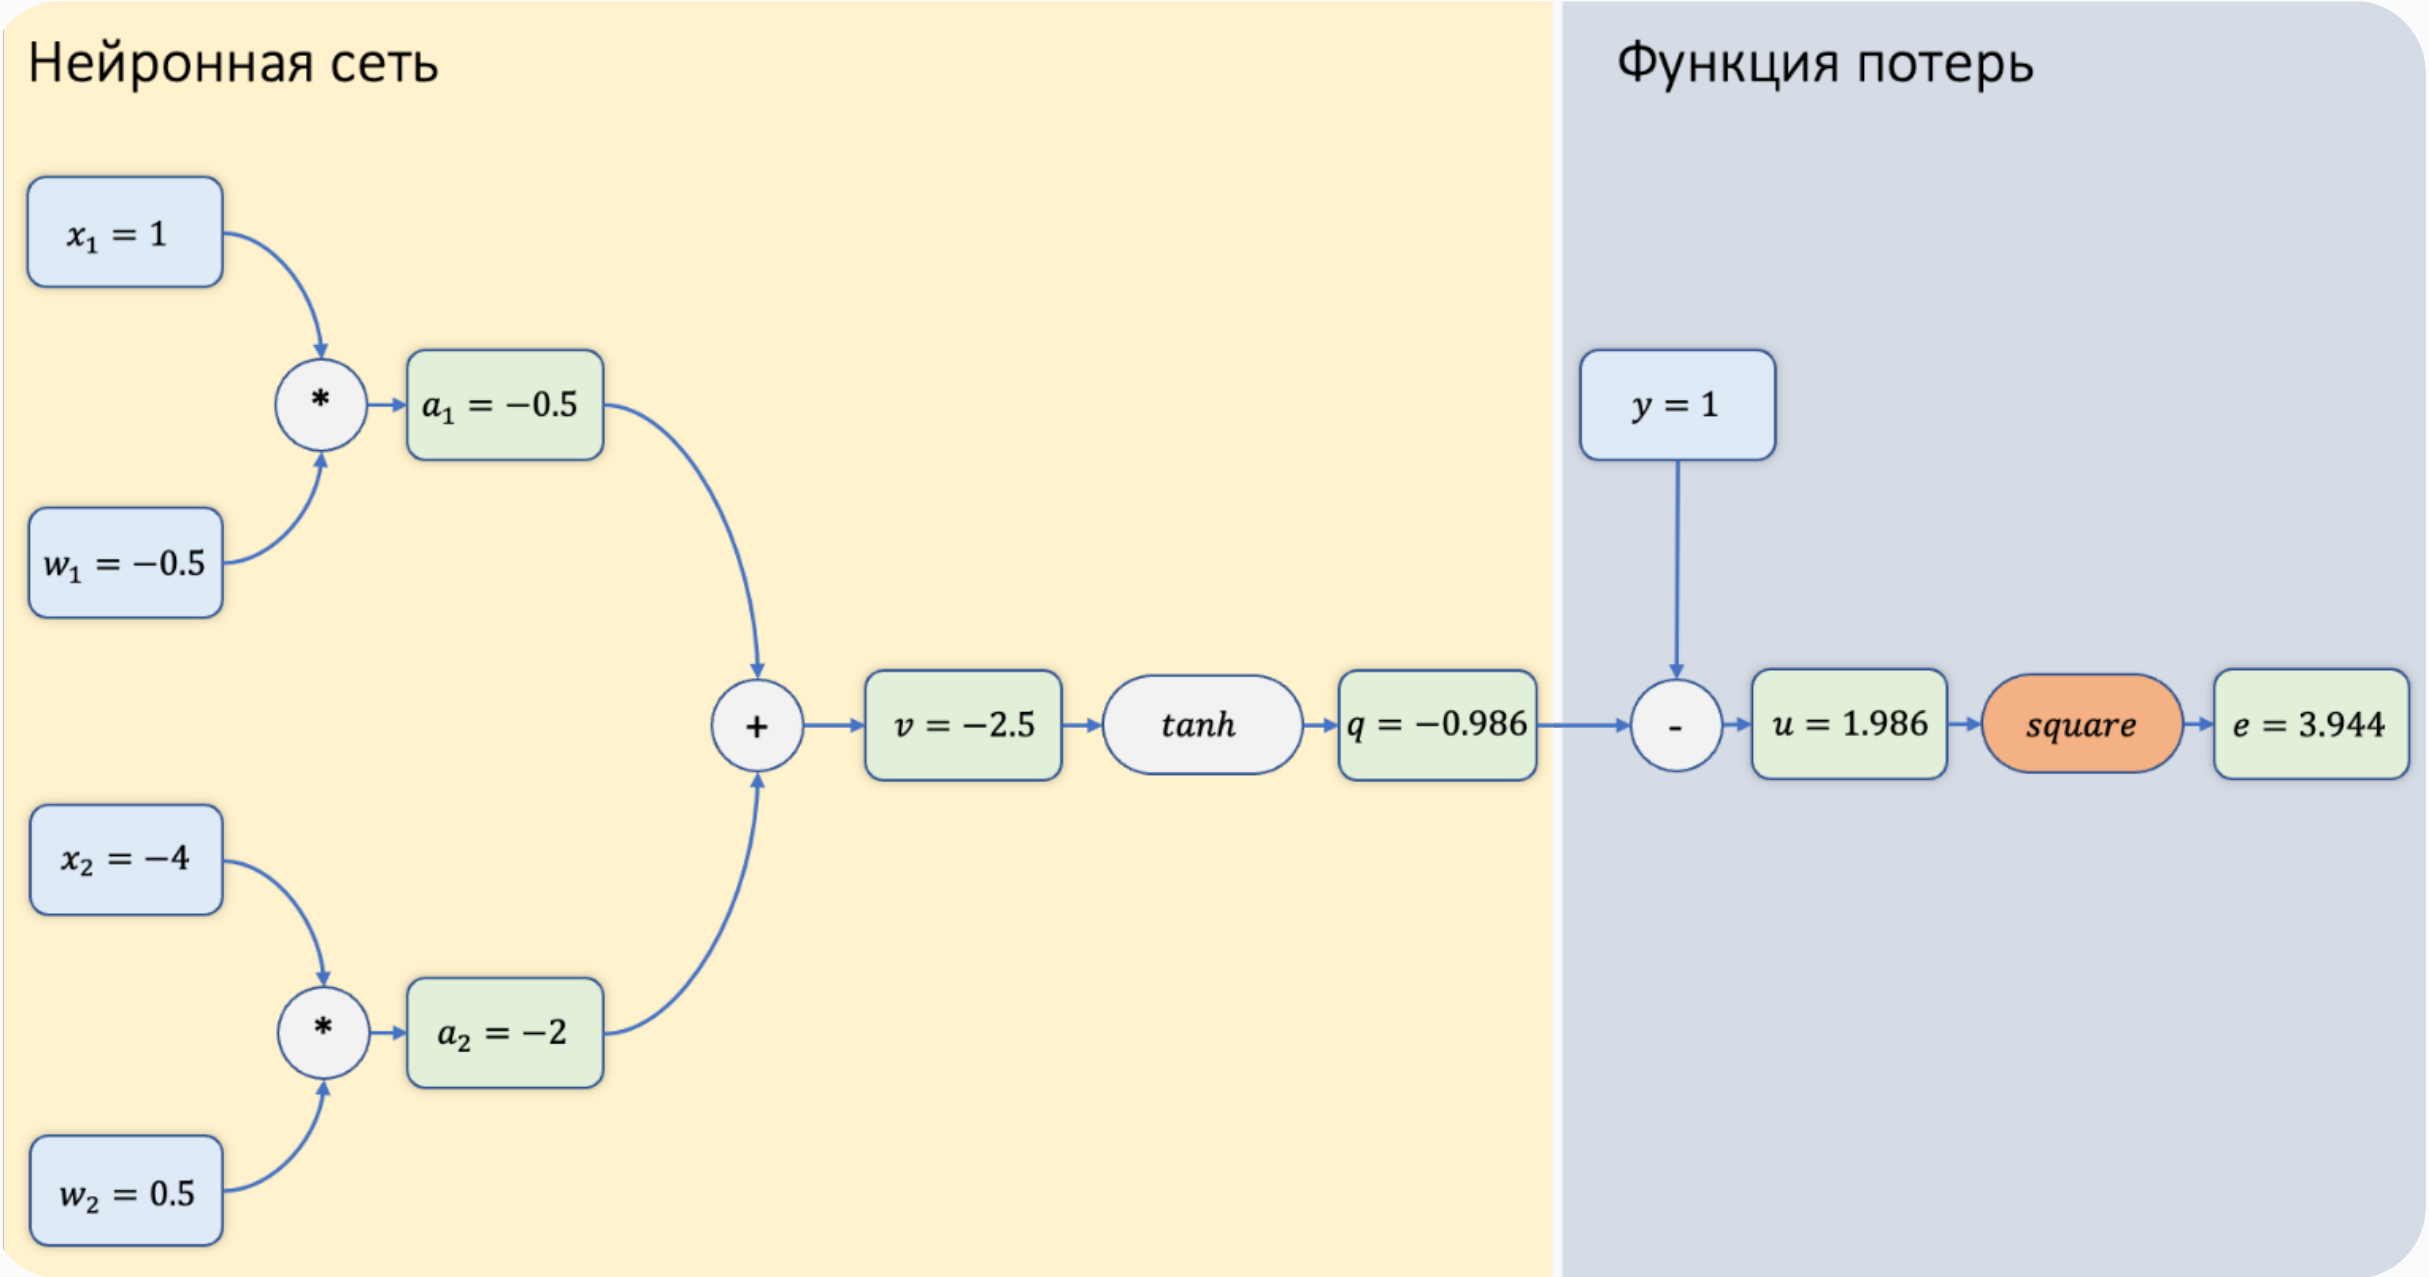 Нейронная сеть
Функция потерь
x₁ = 1
*
a₁ = −0.5
w₁ = −0.5
y = 1
+
v = −2.5
tanh
q = −0.986
-
u = 1.986
square
e = 3.944
x₂ = −4
*
a₂ = −2
w₂ = 0.5